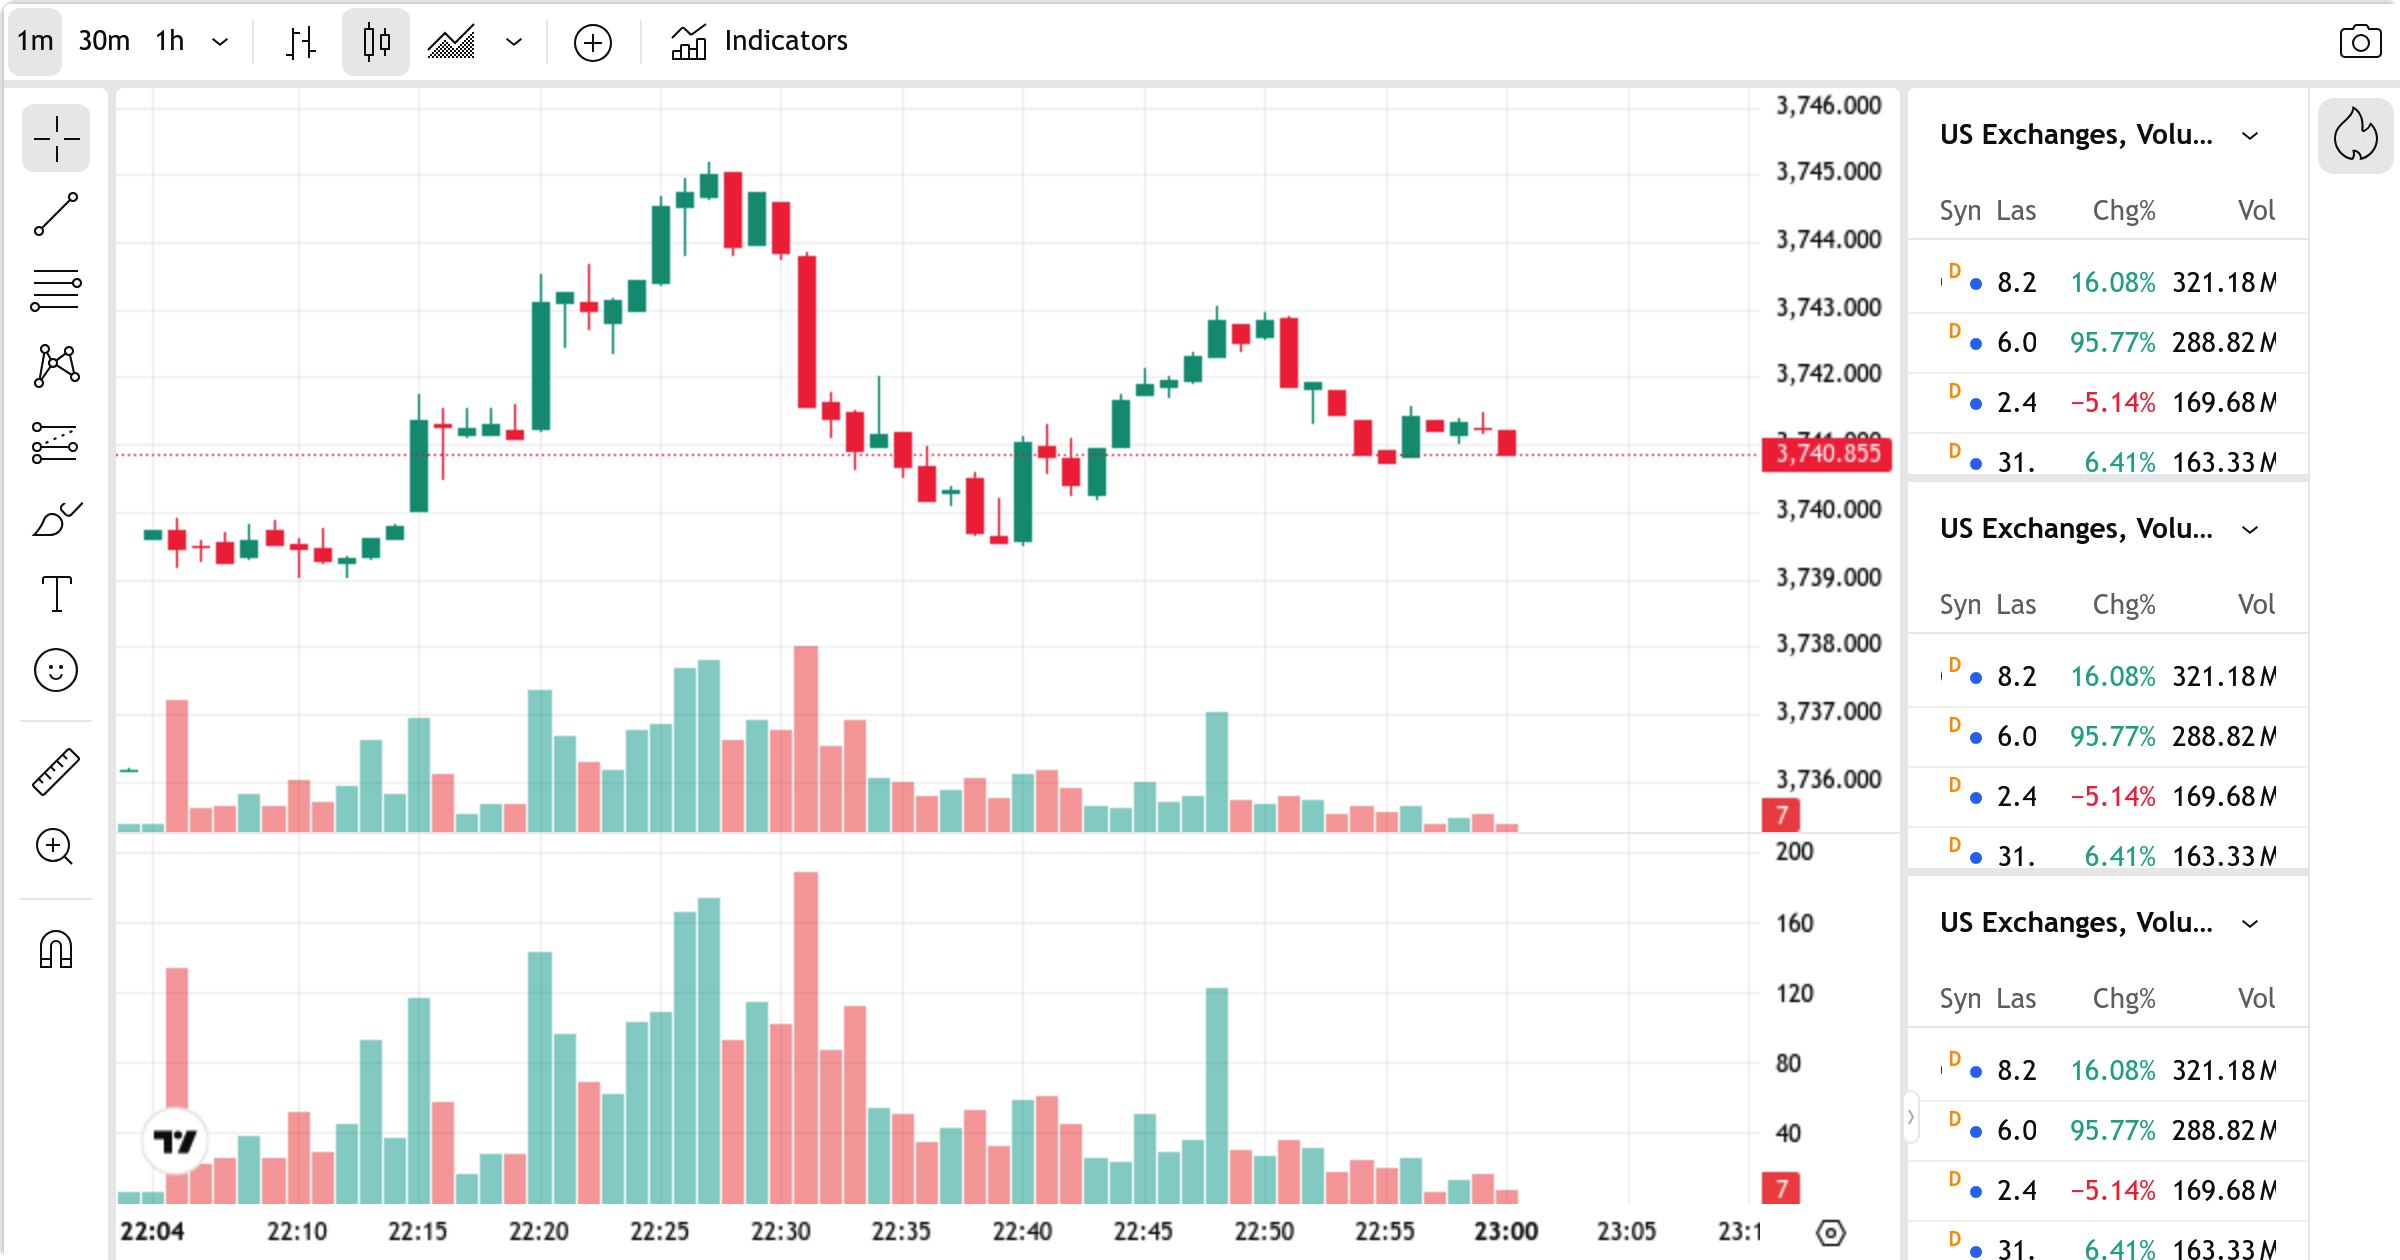 1m 30m 1h Indicators
3,746.000
3,745.000
3,744.000
3,743.000
3,742.000
3,740.855
3,740.000
3,739.000
3,738.000
3,737.000
3,736.000
7
200
160
120
80
40
7
22:04 22:10 22:15 22:20 22:25 22:30 22:35 22:40 22:45 22:50 22:55 23:00 23:05 23:1
US Exchanges, Volu...
Syn Las Chg% Vol
D 8.2 16.08% 321.18 M
D 6.0 95.77% 288.82 M
D 2.4 −5.14% 169.68 M
D 31. 6.41% 163.33 M
US Exchanges, Volu...
Syn Las Chg% Vol
D 8.2 16.08% 321.18 M
D 6.0 95.77% 288.82 M
D 2.4 −5.14% 169.68 M
D 31. 6.41% 163.33 M
US Exchanges, Volu...
Syn Las Chg% Vol
D 8.2 16.08% 321.18 M
D 6.0 95.77% 288.82 M
D 2.4 −5.14% 169.68 M
D 31. 6.41% 163.33 M